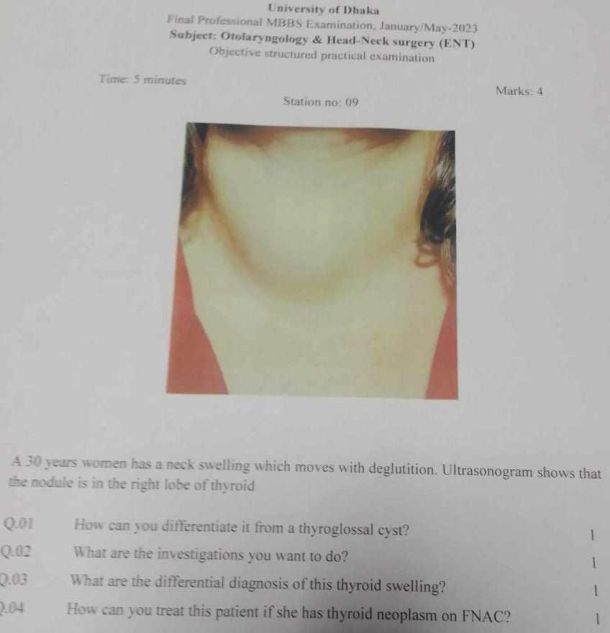 University of Dhaka
Final Professional MBBS Examination, January/May-2023
Subject: Otolaryngology & Head-Neck surgery (ENT)
Objective structured practical examination
Time: 5 minutes
Marks: 4
Station no: 09
A 30 years women has a neck swelling which moves with deglutition. Ultrasonogram shows that
the nodule is in the right lobe of thyroid
Q.01 How can you differentiate it from a thyroglossal cyst? 1
Q.02 What are the investigations you want to do? 1
Q.03 What are the differential diagnosis of this thyroid swelling? 1
Q.04 How can you treat this patient if she has thyroid neoplasm on FNAC? 1